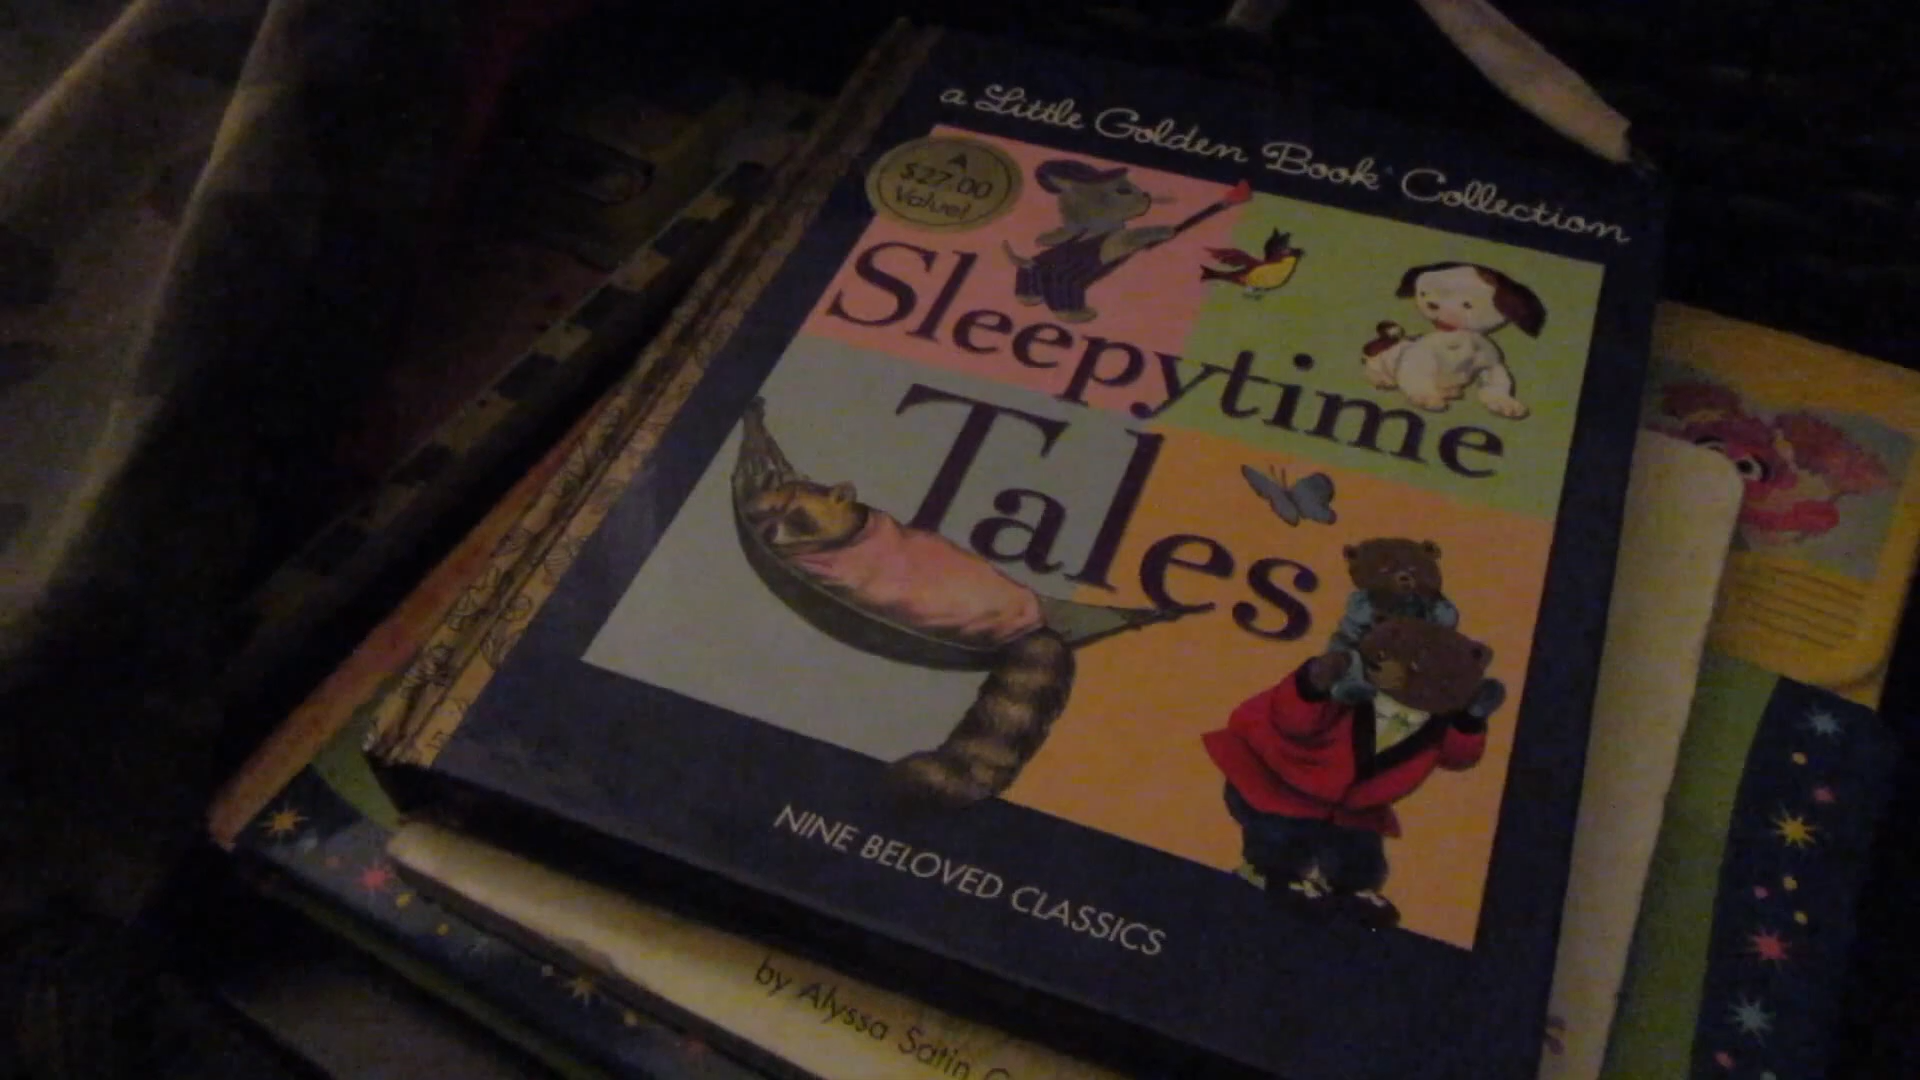 a Little Golden Book Collection
A
$27.00
Value!
Sleepytime
Tales
NINE BELOVED CLASSICS
by Alyssa Satin